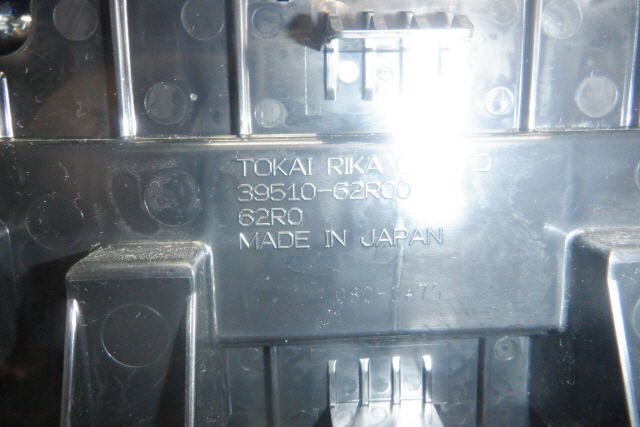 TOKAI RIKA
39510-62R00
62R0
MADE IN JAPAN